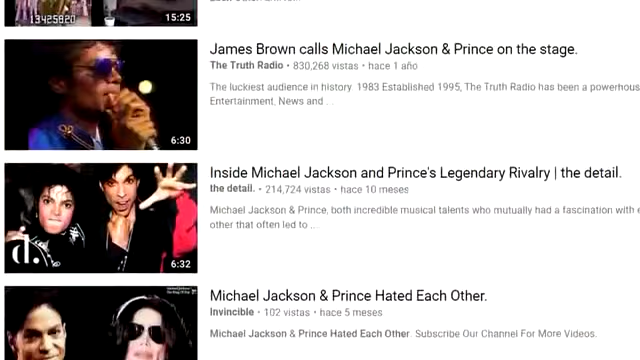 13425820
15:25
James Brown calls Michael Jackson & Prince on the stage.
The Truth Radio • 830,268 vistas • hace 1 año
The luckiest audience in history. 1983 Established 1995, The Truth Radio has been a powerhous
Entertainment, News and ...
6:30
Inside Michael Jackson and Prince's Legendary Rivalry | the detail.
the detail. • 214,724 vistas • hace 10 meses
Michael Jackson & Prince, both incredible musical talents who mutually had a fascination with e
other that often led to ...
d.
6:32
Michael Jackson & Prince Hated Each Other.
Invincible • 102 vistas • hace 5 meses
Michael Jackson & Prince Hated Each Other. Subscribe Our Channel For More Videos.